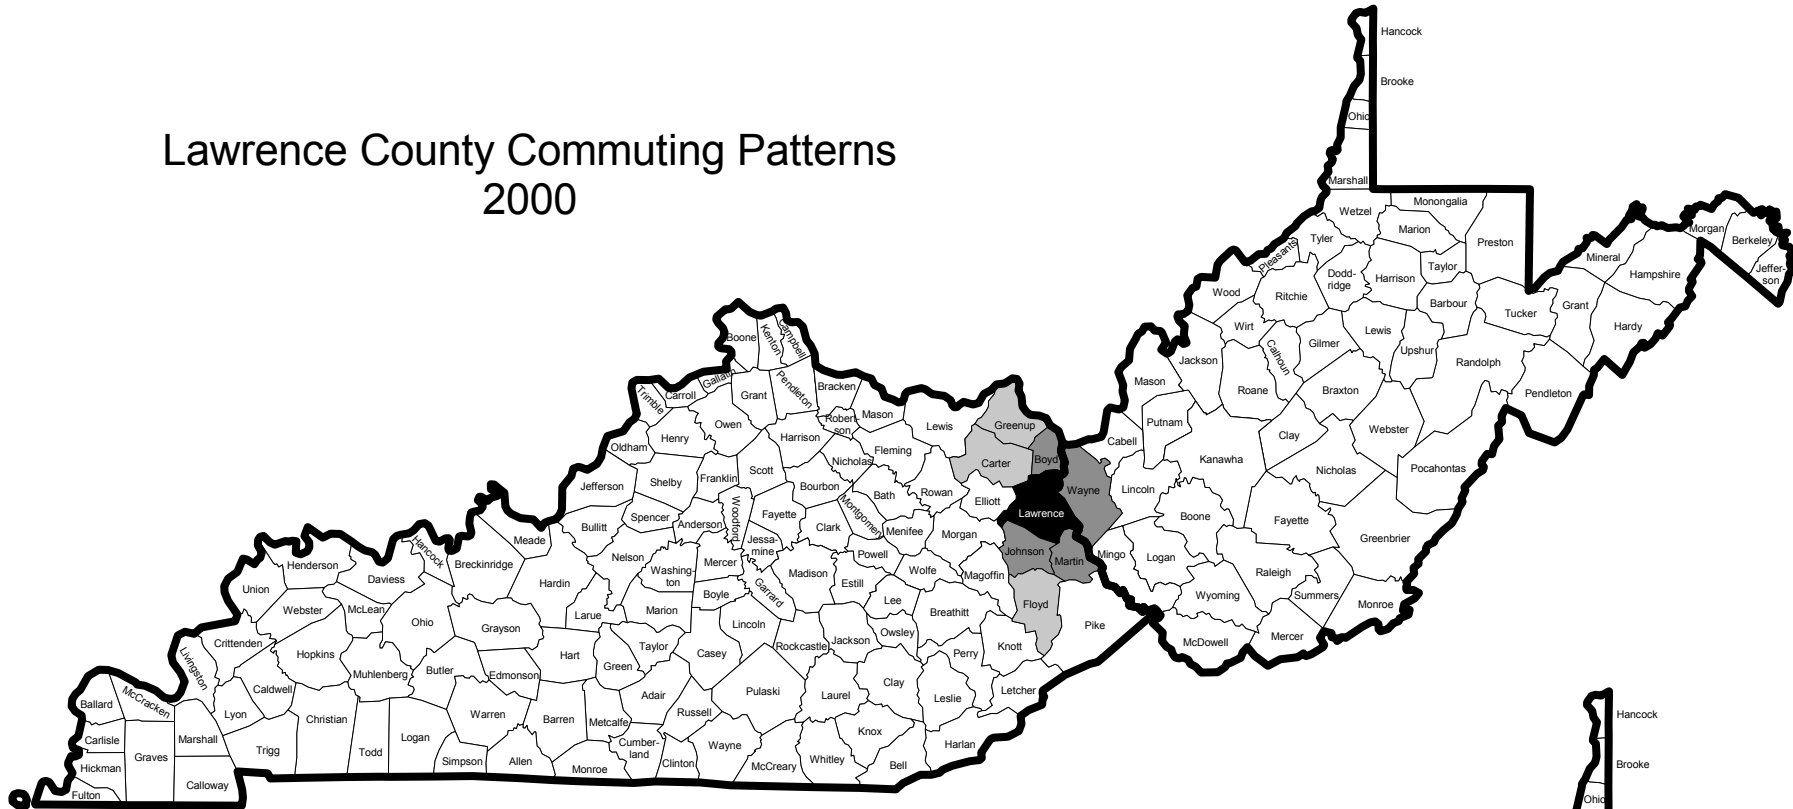 Lawrence County Commuting Patterns
2000
Hancock
Brooke
Ohio
Marshall
Wetzel
Monongalia
Marion
Preston
Tyler
Pleasants
Dodd-
ridge
Harrison
Taylor
Mineral
Hampshire
Morgan
Berkeley
Jeffer-
son
Wood
Ritchie
Barbour
Tucker
Grant
Hardy
Wirt
Calhoun
Gilmer
Lewis
Upshur
Randolph
Pendleton
Jackson
Roane
Braxton
Webster
Pocahontas
Mason
Putnam
Cabell
Kanawha
Clay
Nicholas
Wayne
Lincoln
Boone
Fayette
Greenbrier
Mingo
Logan
Raleigh
Wyoming
Summers
Monroe
McDowell
Mercer
Boone
Kenton
Campbell
Gallatin
Carroll
Trimble
Grant
Pendleton
Bracken
Rober-
son
Mason
Lewis
Greenup
Owen
Oldham
Henry
Harrison
Fleming
Nicholas
Carter
Boyd
Jefferson
Shelby
Franklin
Scott
Bourbon
Bath
Rowan
Elliott
Lawrence
Bullitt
Spencer
Anderson
Woodford
Fayette
Clark
Montgomery
Menifee
Morgan
Jessa-
mine
Johnson
Martin
Meade
Hancock
Breckinridge
Nelson
Washing-
ton
Mercer
Garrard
Madison
Powell
Estill
Wolfe
Magoffin
Floyd
Pike
Henderson
Daviess
Hardin
Union
Webster
McLean
Ohio
Grayson
Larue
Marion
Boyle
Lincoln
Lee
Breathitt
Rockcastle
Jackson
Owsley
Perry
Knott
Crittenden
Livingston
Hopkins
Muhlenberg
Butler
Edmonson
Hart
Green
Taylor
Casey
Pulaski
Laurel
Clay
Leslie
Letcher
Ballard
McCracken
Caldwell
Lyon
Christian
Warren
Barren
Metcalfe
Adair
Russell
Carlisle
Graves
Marshall
Trigg
Todd
Logan
Simpson
Allen
Monroe
Cumber-
land
Clinton
Wayne
McCreary
Whitley
Knox
Bell
Harlan
Hickman
Fulton
Calloway
Hancock
Brooke
Ohio